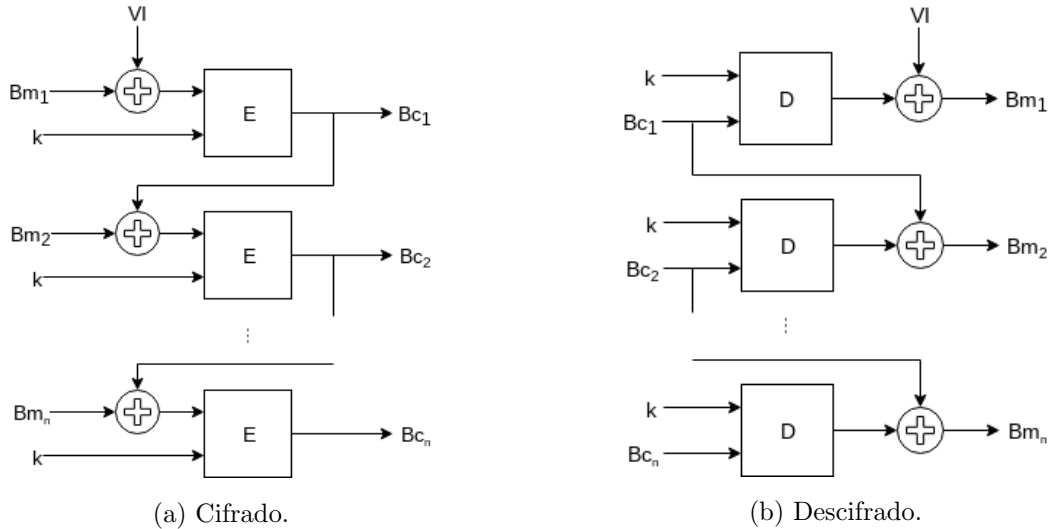 VI
Bm1
E
Bc1
k
Bm2
E
Bc2
k
⋮
Bmn
E
Bcn
k
(a) Cifrado.
VI
k
D
Bm1
Bc1
k
D
Bm2
Bc2
⋮
k
D
Bmn
Bcn
(b) Descifrado.